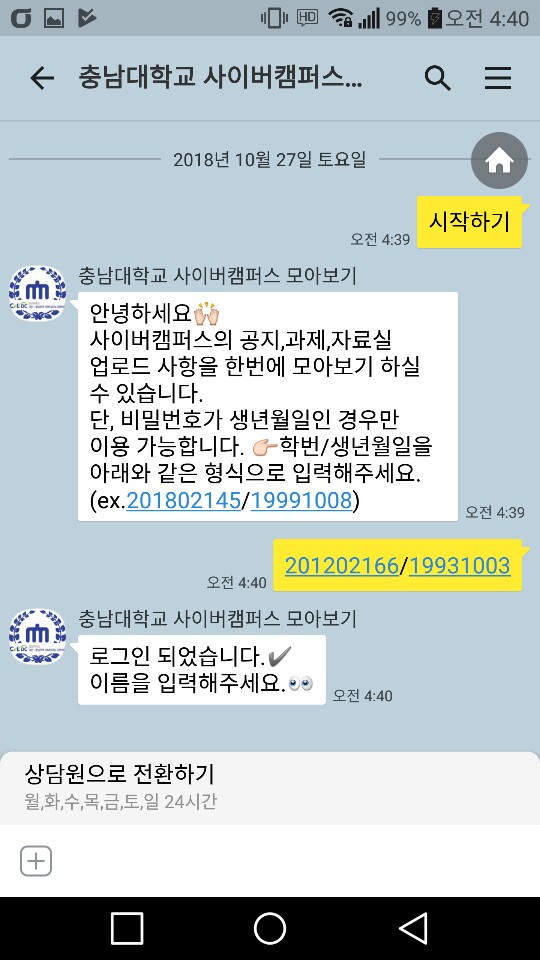 HD 99% 오전 4:40
충남대학교 사이버캠퍼스...
2018년 10월 27일 토요일
시작하기
오전 4:39
충남대학교 사이버캠퍼스 모아보기
안녕하세요🙌
사이버캠퍼스의 공지,과제,자료실
업로드 사항을 한번에 모아보기 하실
수 있습니다.
단, 비밀번호가 생년월일인 경우만
이용 가능합니다. 👉학번/생년월일을
아래와 같은 형식으로 입력해주세요.
(ex.201802145/19991008)
오전 4:39
201202166/19931003
오전 4:40
충남대학교 사이버캠퍼스 모아보기
로그인 되었습니다.✔
이름을 입력해주세요.👀
오전 4:40
상담원으로 전환하기
월,화,수,목,금,토,일 24시간